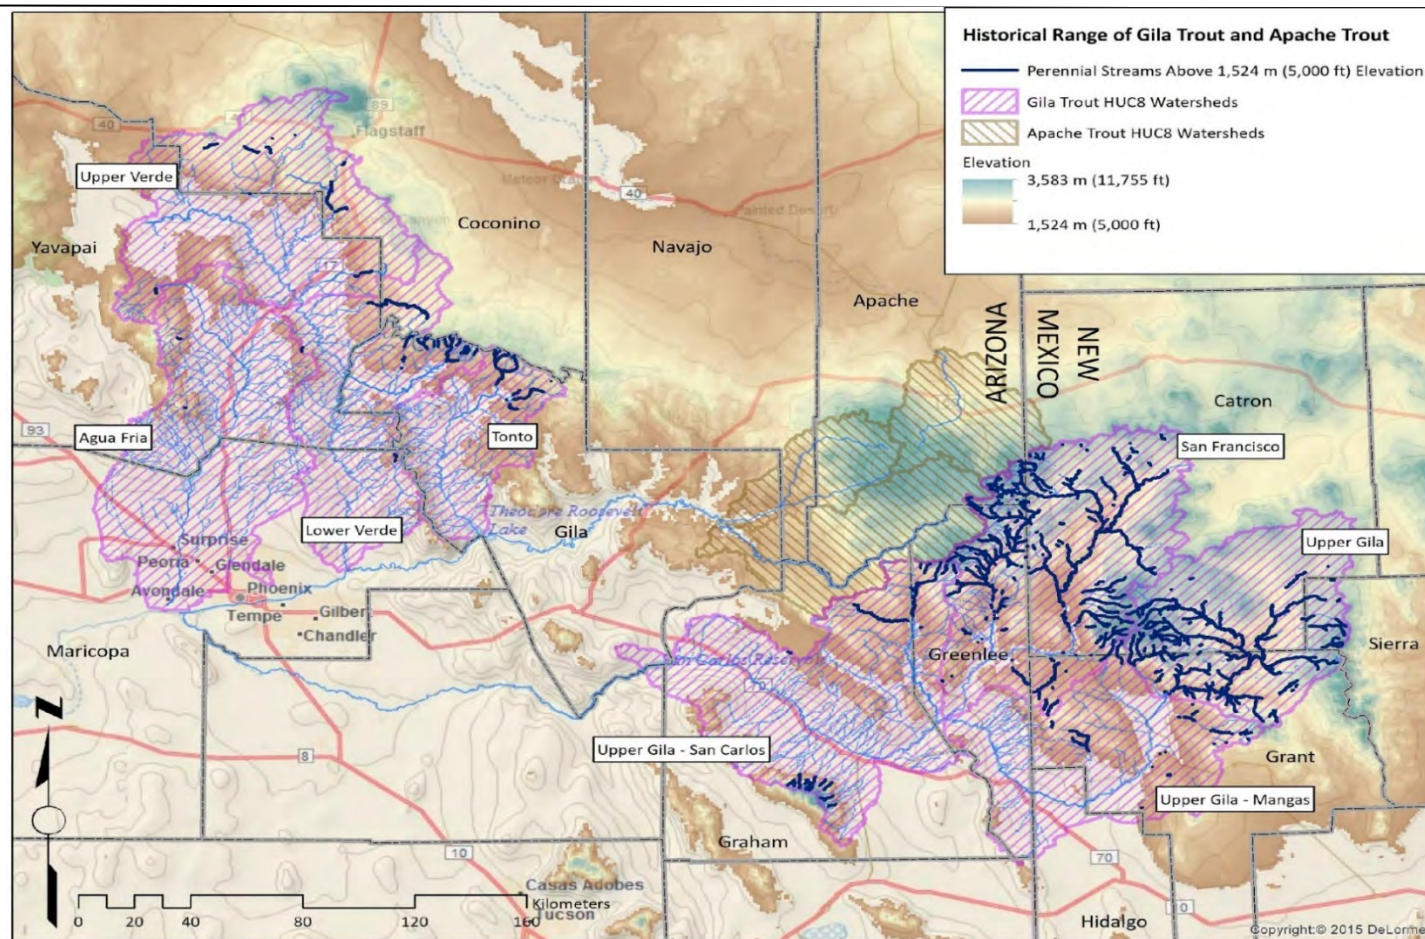 Historical Range of Gila Trout and Apache Trout
Perennial Streams Above 1,524 m (5,000 ft) Elevation
Gila Trout HUC8 Watersheds
Apache Trout HUC8 Watersheds
Elevation
3,583 m (11,755 ft)
1,524 m (5,000 ft)
89
40
Flagstaff
Upper Verde
40
Painted Desert
Coconino
Navajo
Yavapai
17
Apache
ARIZONA
NEW
MEXICO
Catron
93
Agua Fria
Tonto
San Francisco
Theodore Roosevelt
Lake
Lower Verde
Gila
Upper Gila
Surprise
Peoria
Glendale
Avondale
Phoenix
Tempe
Gilbert
Chandler
Maricopa
Greenlee
Sierra
San Carlos Reservoir
70
Upper Gila - San Carlos
8
Grant
Upper Gila - Mangas
Graham
10
70
Casas Adobes
Kilometers
0 20 40 80 120 160
Tucson
10
Hidalgo
Z
Copyright:© 2015 DeLorme